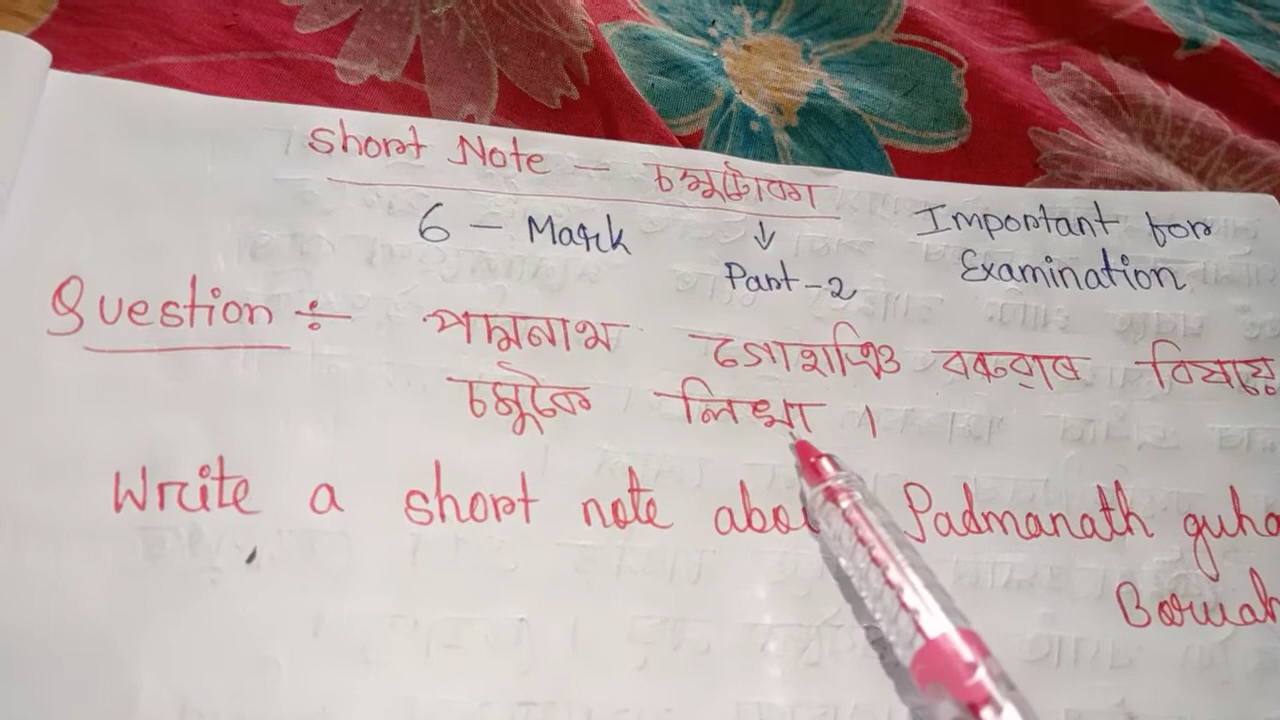 Short Note – চমুটোকা
6 – Mark
↓
Part-2
Important for
Examination
Question ÷ পদ্মনাথ গোহাঞি বৰুৱাৰ বিষয়ে
চমুকৈ লিখা ।
Write a short note abou Padmanath guha
Boruah